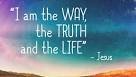 "I am the WAY,
the TRUTH
and the LIFE"
- Jesus